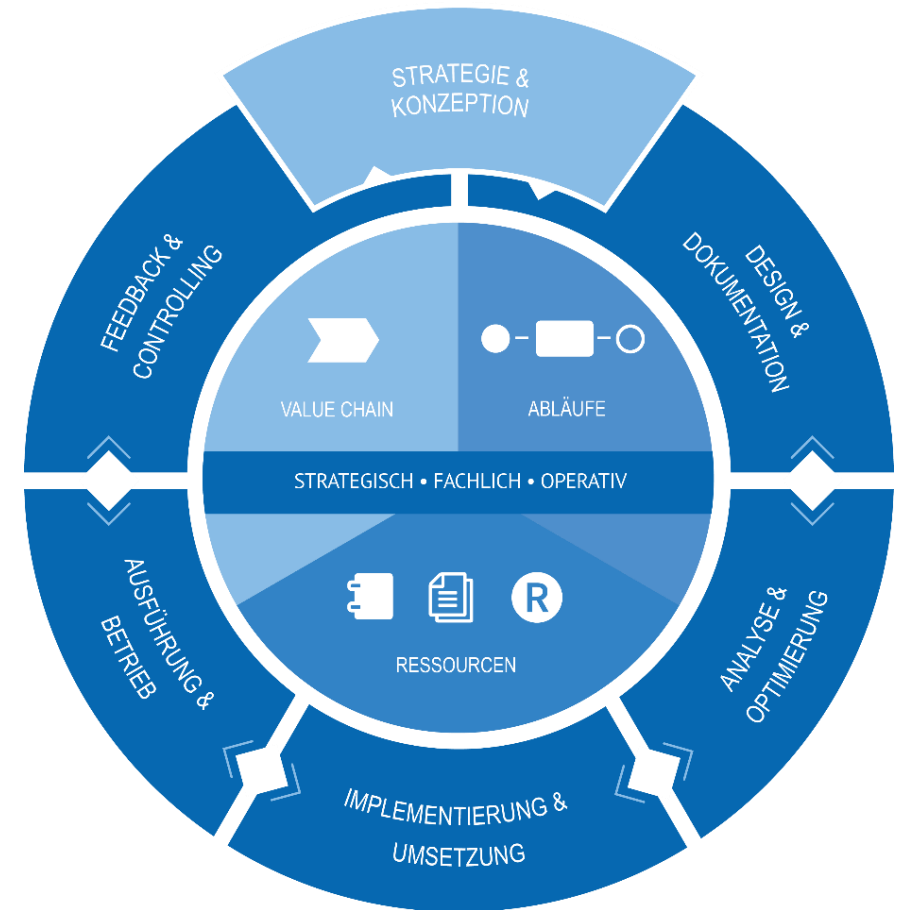 STRATEGIE &
KONZEPTION
DESIGN &
DOKUMENTATION
ANALYSE &
OPTIMIERUNG
IMPLEMENTIERUNG &
UMSETZUNG
AUSFÜHRUNG &
BETRIEB
FEEDBACK &
CONTROLLING
VALUE CHAIN
ABLÄUFE
STRATEGISCH • FACHLICH • OPERATIV
R
RESSOURCEN